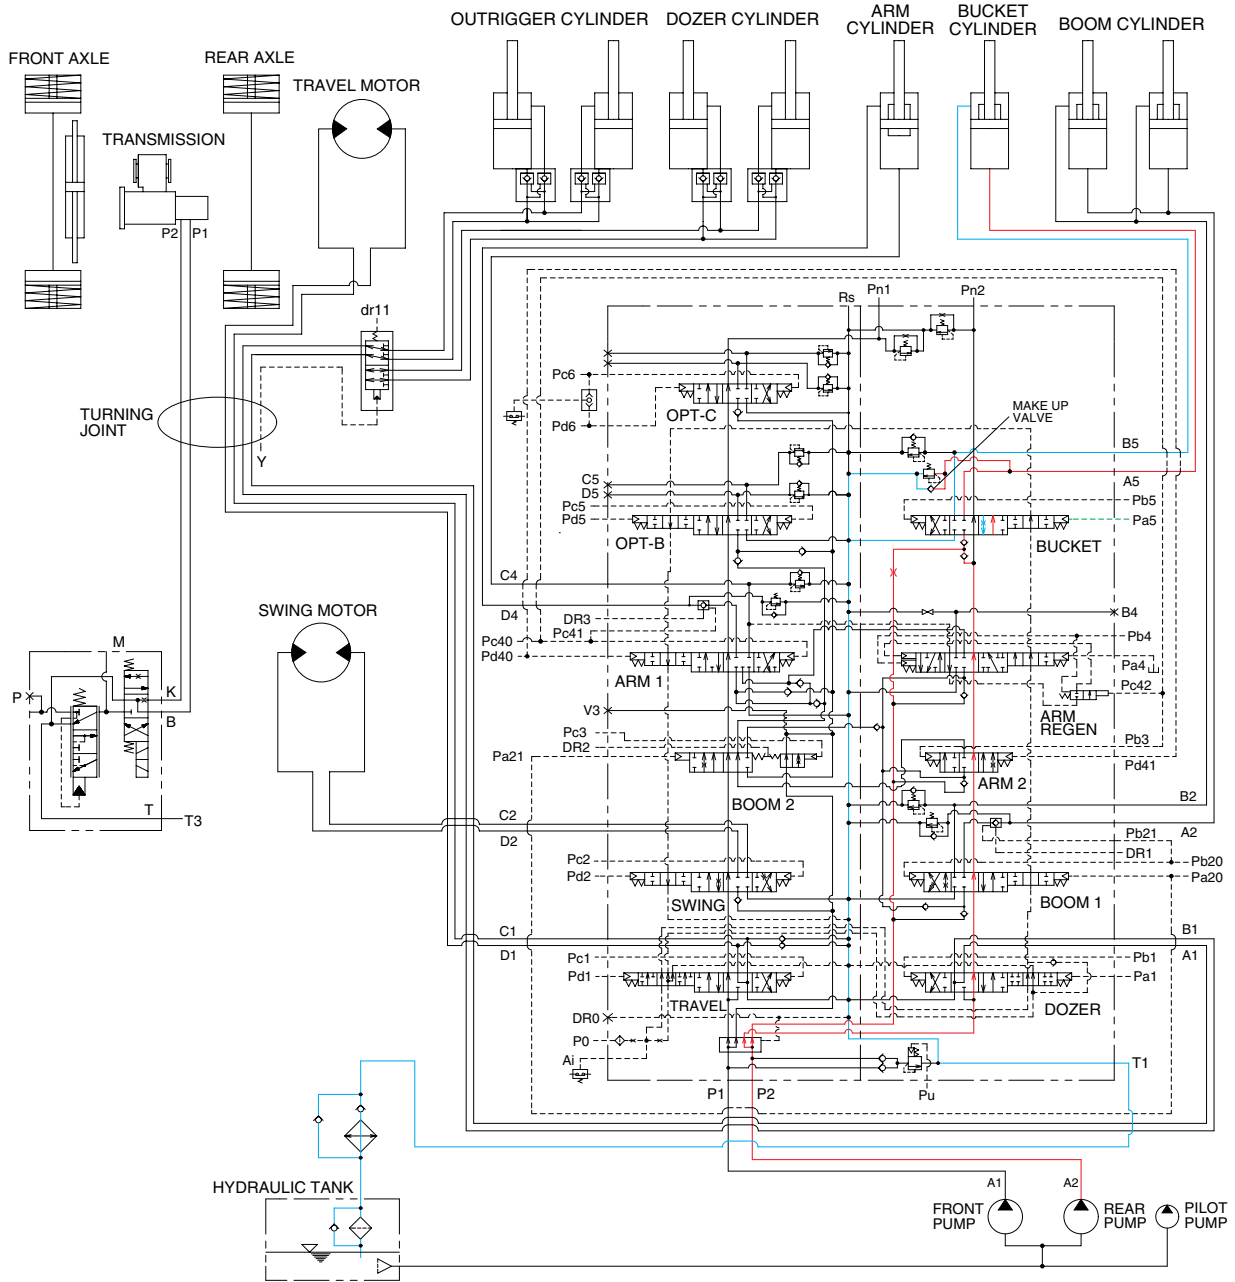 OUTRIGGER CYLINDER
DOZER CYLINDER
ARM
CYLINDER
BUCKET
CYLINDER
BOOM CYLINDER
FRONT AXLE
REAR AXLE
TRAVEL MOTOR
TRANSMISSION
P2
P1
dr11
TURNING
JOINT
Y
Rs
Pn1
Pn2
Pc6
Pd6
OPT-C
MAKE UP
VALVE
B5
A5
C5
D5
Pc5
Pd5
OPT-B
Pb5
Pa5
BUCKET
C4
D4
DR3
Pc41
Pc40
Pd40
ARM 1
B4
Pb4
Pa4
Pc42
ARM
REGEN
SWING MOTOR
M
P
K
B
T
T3
V3
Pc3
DR2
Pa21
BOOM 2
Pb3
Pd41
ARM 2
B2
A2
C2
D2
Pb21
DR1
Pc2
Pd2
SWING
Pb20
Pa20
BOOM 1
C1
D1
B1
A1
Pc1
Pd1
TRAVEL
Pb1
Pa1
DOZER
DR0
P0
Ai
T1
P1
P2
Pu
HYDRAULIC TANK
A1
A2
FRONT
PUMP
REAR
PUMP
PILOT
PUMP